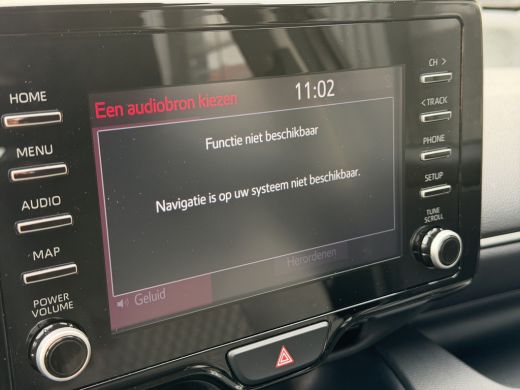 HOME
MENU
AUDIO
MAP
POWER
VOLUME
Een audiobron kiezen
11:02
Functie niet beschikbaar
Navigatie is op uw systeem niet beschikbaar.
Geluid
Herordenen
CH >
< TRACK
PHONE
SETUP
TUNE
SCROLL